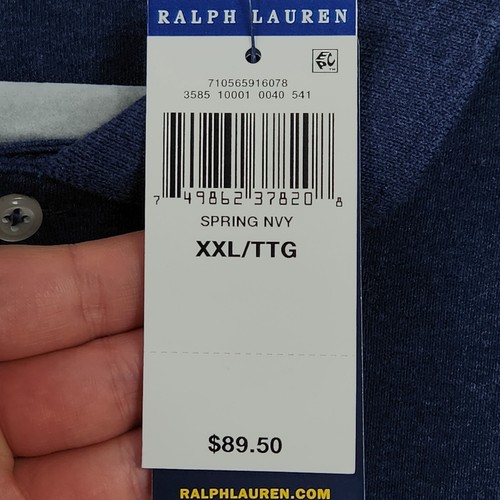 RALPH LAUREN
EPC
710565916078
3585 10001 0040 541
7 49862 37820 8
SPRING NVY
XXL/TTG
$89.50
RALPHLAUREN.COM